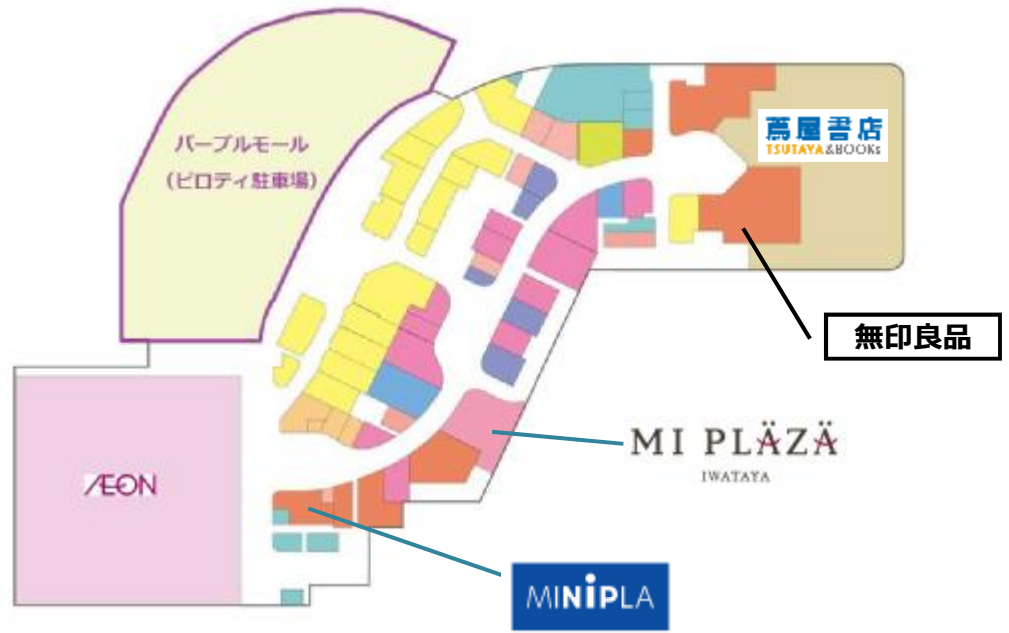 パープルモール
(ピロティ駐車場)
蔦屋書店
TSUTAYA&BOOKs
無印良品
MI PLÄZÄ
IWATAYA
ÆON
MINiPLA